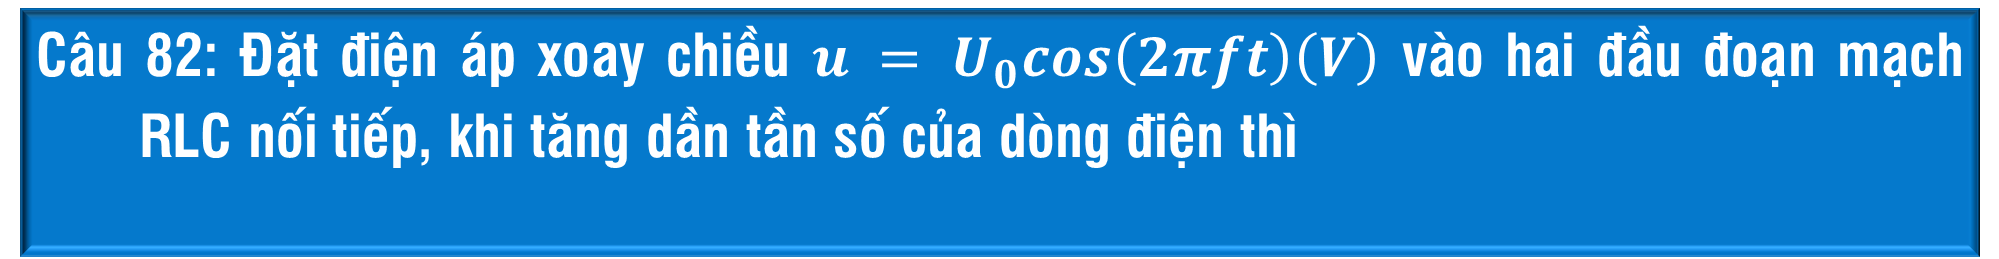 Câu 82: Đặt điện áp xoay chiều 𝒖 = 𝑼₀𝒄𝒐𝒔(𝟐𝝅𝒇𝒕)(𝑽) vào hai đầu đoạn mạch
RLC nối tiếp, khi tăng dần tần số của dòng điện thì